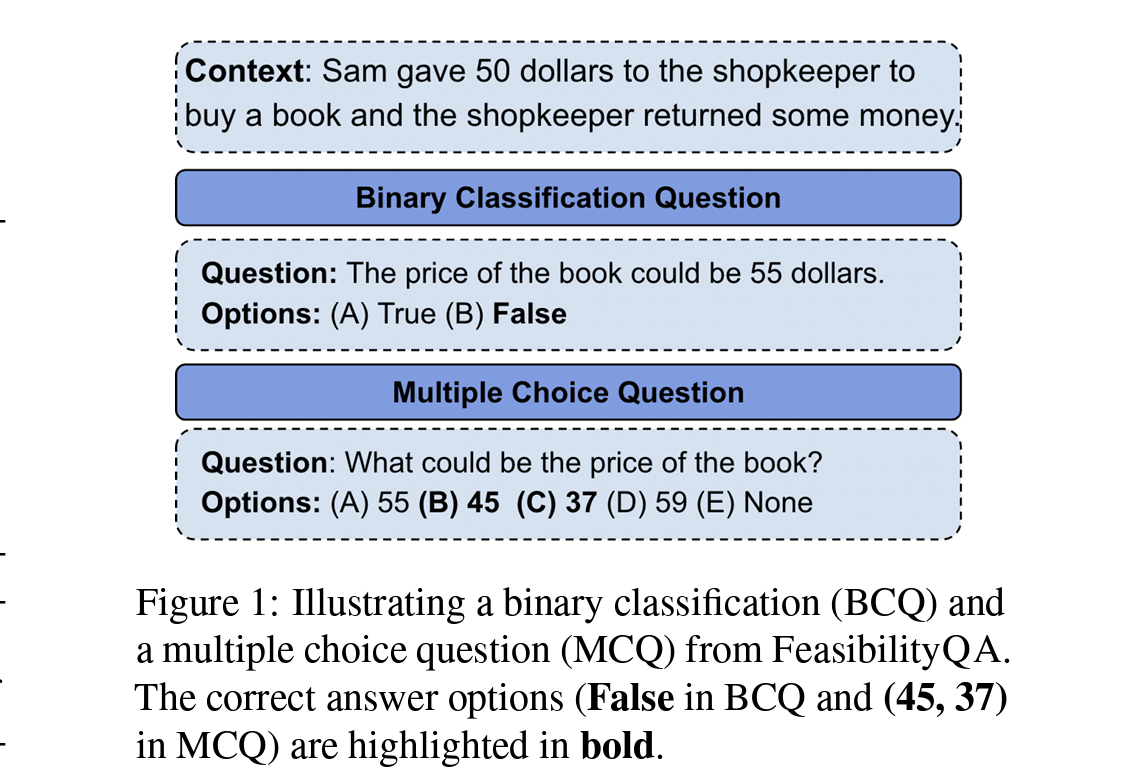 Context: Sam gave 50 dollars to the shopkeeper to
buy a book and the shopkeeper returned some money.
Binary Classification Question
Question: The price of the book could be 55 dollars.
Options: (A) True (B) False
Multiple Choice Question
Question: What could be the price of the book?
Options: (A) 55 (B) 45 (C) 37 (D) 59 (E) None
Figure 1: Illustrating a binary classification (BCQ) and
a multiple choice question (MCQ) from FeasibilityQA.
The correct answer options (False in BCQ and (45, 37)
in MCQ) are highlighted in bold.